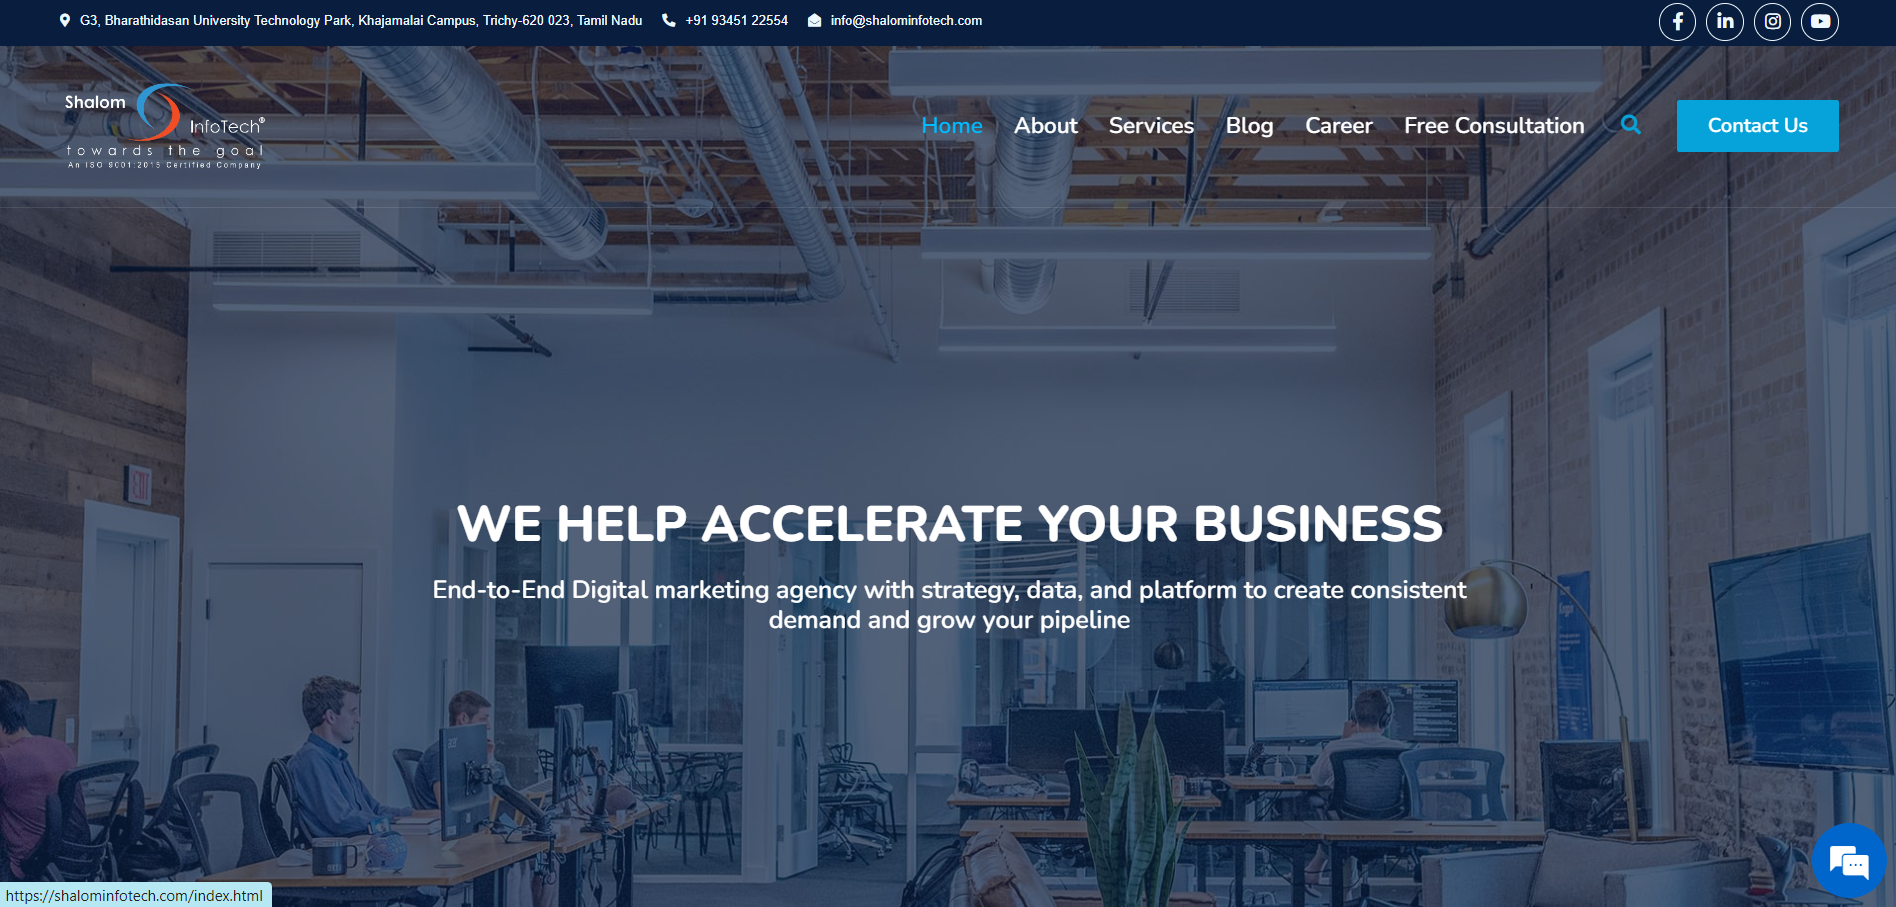 G3, Bharathidasan University Technology Park, Khajamalai Campus, Trichy-620 023, Tamil Nadu
+91 93451 22554
info@shalominfotech.com
Shalom
InfoTech®
towards the goal
An ISO 9001:2015 Certified Company
Home
About
Services
Blog
Career
Free Consultation
Contact Us
EXIT
WE HELP ACCELERATE YOUR BUSINESS
End-to-End Digital marketing agency with strategy, data, and platform to create consistent
demand and grow your pipeline
https://shalominfotech.com/index.html